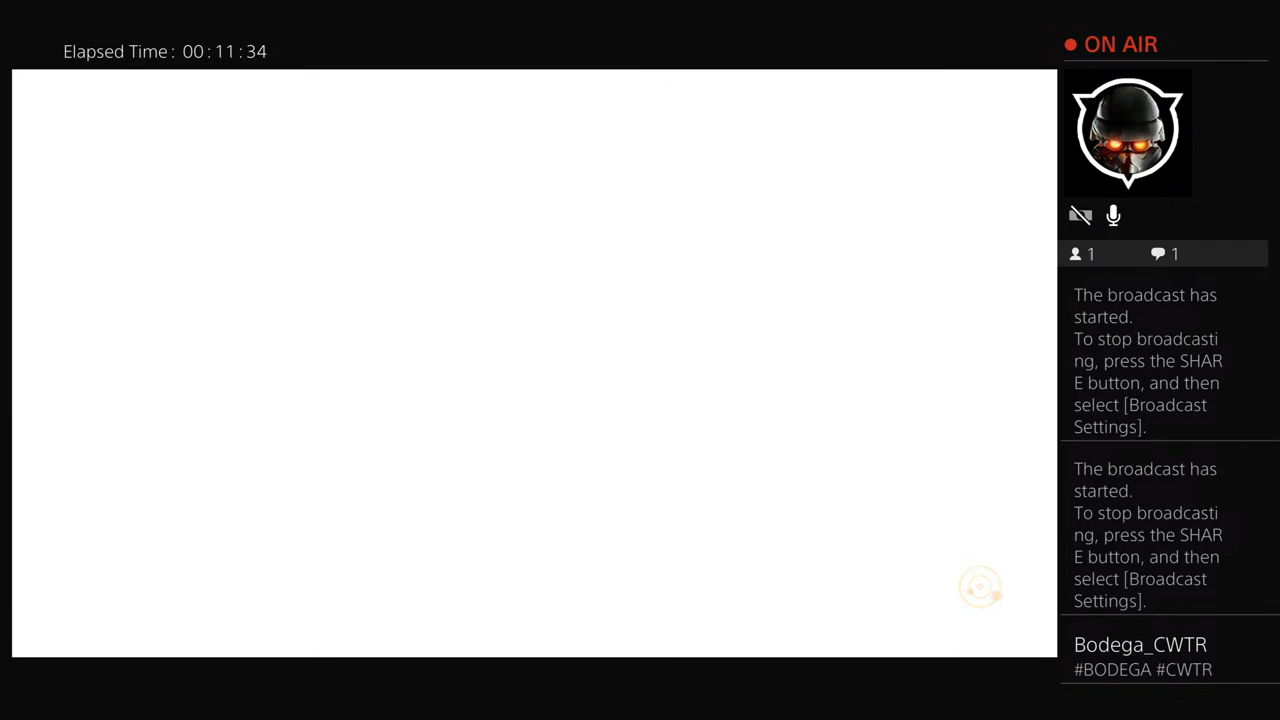 Elapsed Time: 00:11:34
ON AIR
1 1
The broadcast has
started.
To stop broadcasti
ng, press the SHAR
E button, and then
select [Broadcast
Settings].
The broadcast has
started.
To stop broadcasti
ng, press the SHAR
E button, and then
select [Broadcast
Settings].
Bodega_CWTR
#BODEGA #CWTR